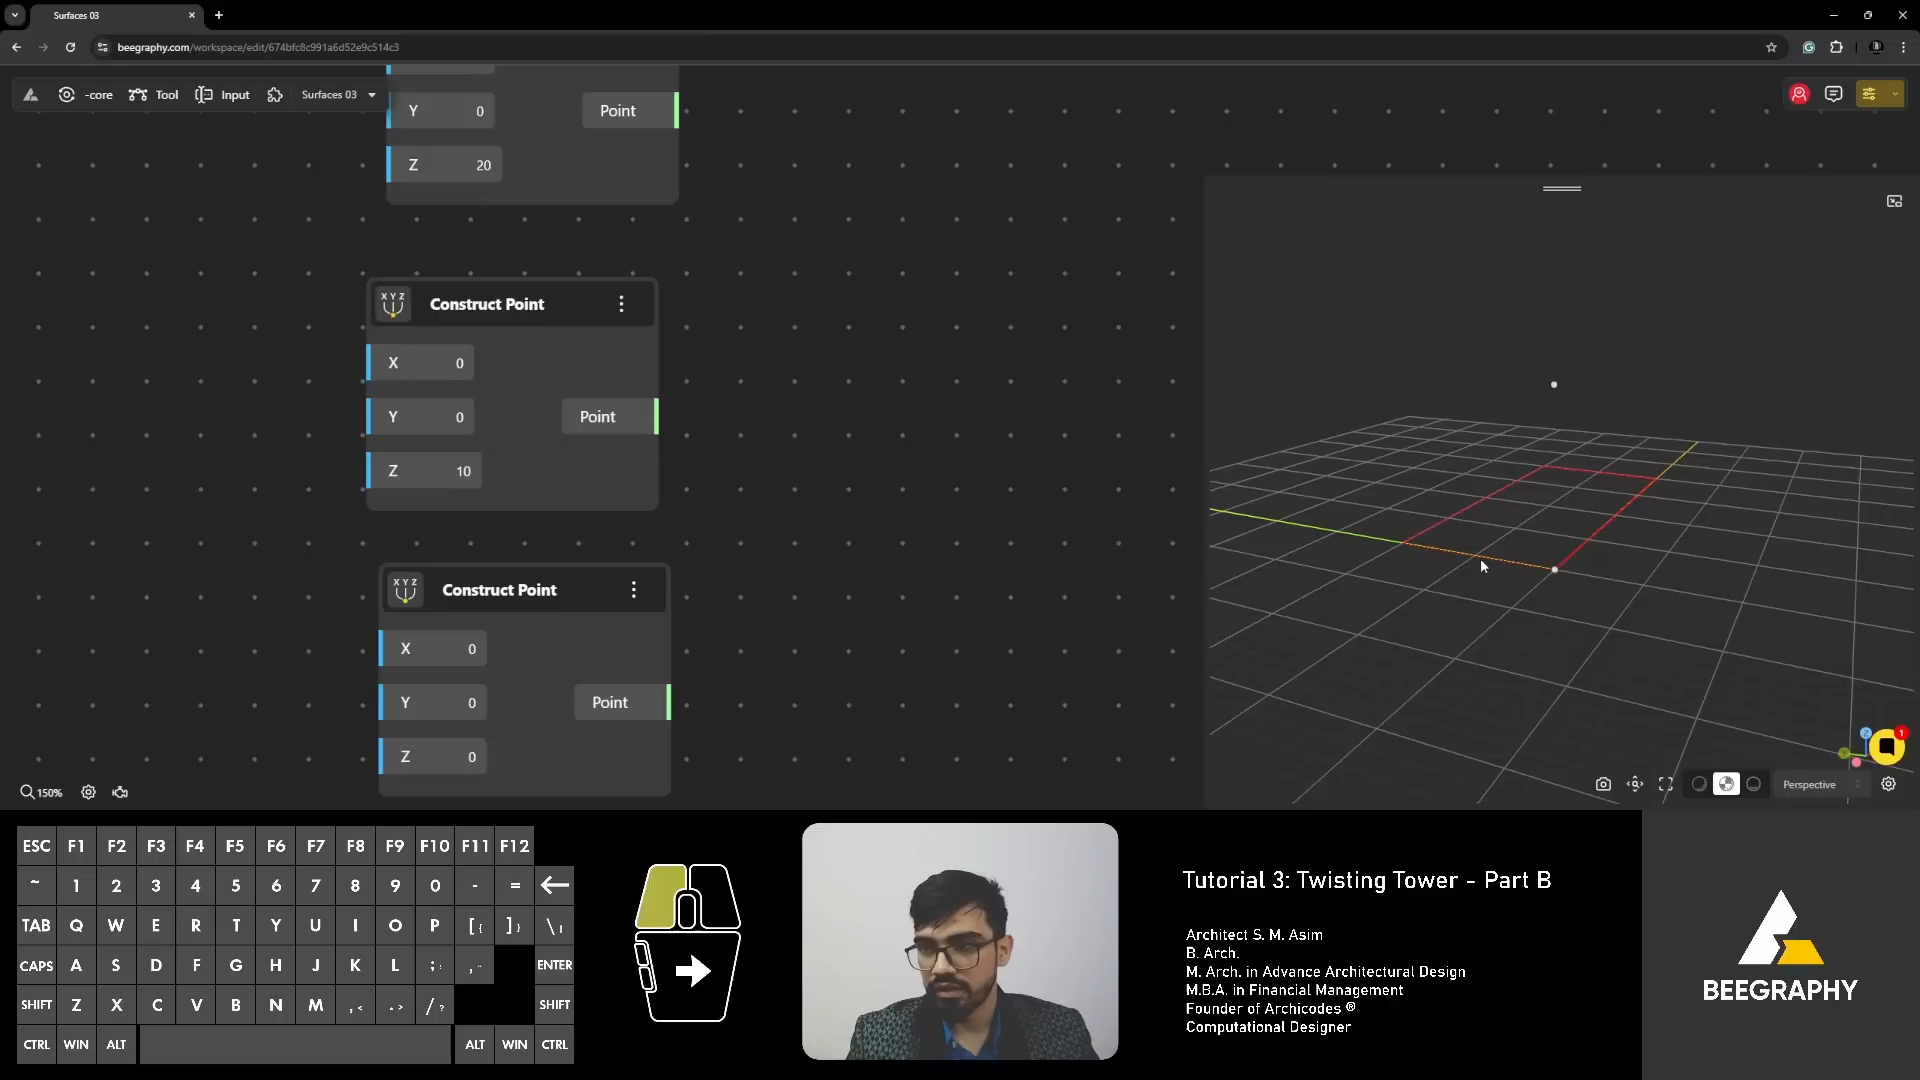 Surfaces 03
beegraphy.com/workspace/edit/674bfc8c991a6d52e9c514c3
-core Tool Input Surfaces 03
Y 0 Point
Z 20
X Y Z Construct Point
X 0
Y 0 Point
Z 10
X Y Z Construct Point
X 0
Y 0 Point
Z 0
150%
Z
1
Perspective
ESC F1 F2 F3 F4 F5 F6 F7 F8 F9 F10 F11 F12
~ 1 2 3 4 5 6 7 8 9 0 - =
TAB Q W E R T Y U I O P [{ ]} \|
CAPS A S D F G H J K L ;: ENTER
SHIFT Z X C V B N M ,< .> /? SHIFT
CTRL WIN ALT ALT WIN CTRL
Tutorial 3: Twisting Tower - Part B
Architect S. M. Asim
B. Arch.
M. Arch. in Advance Architectural Design
M.B.A. in Financial Management
Founder of Archicodes ®
Computational Designer
BEEGRAPHY